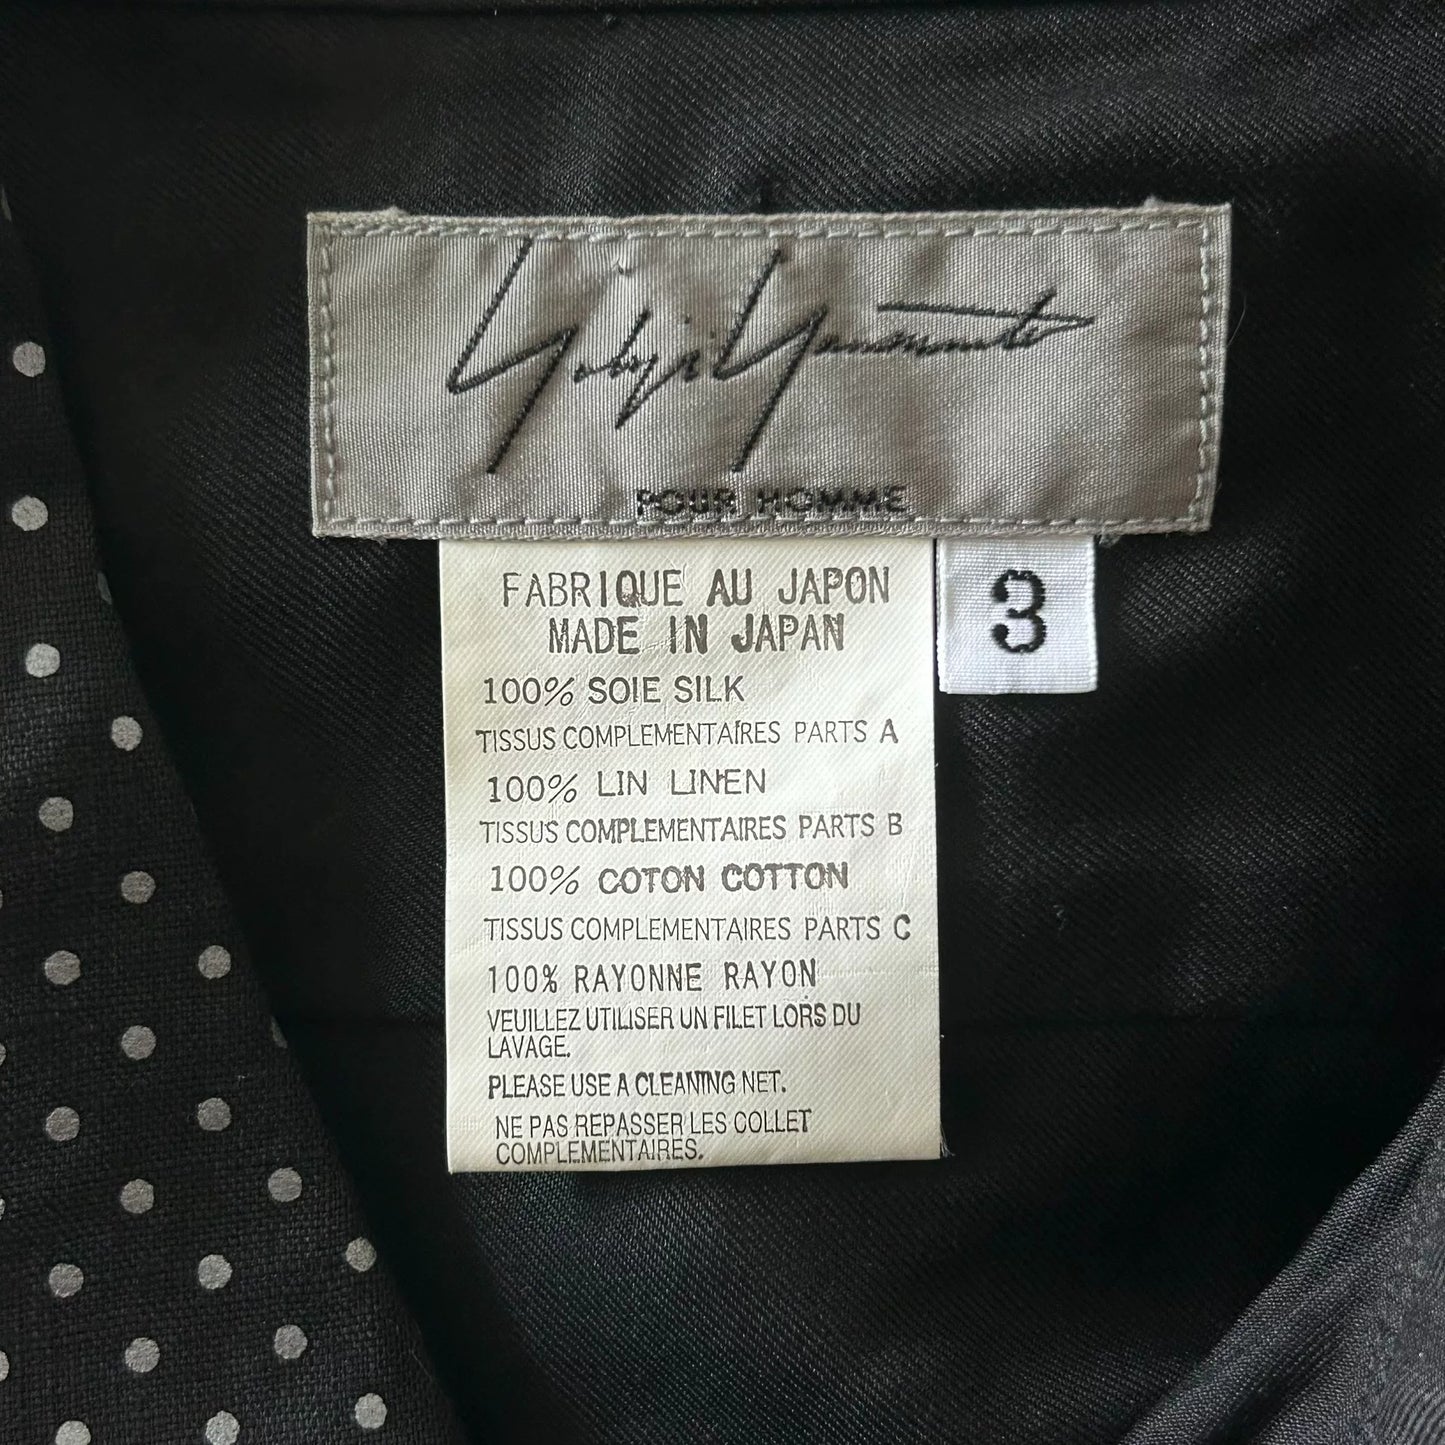 Yohji Yamamoto
POUR HOMME
FABRIQUE AU JAPON
MADE IN JAPAN
3
100% SOIE SILK
TISSUS COMPLEMENTAIRES PARTS A
100% LIN LINEN
TISSUS COMPLEMENTAIRES PARTS B
100% COTON COTTON
TISSUS COMPLEMENTAIRES PARTS C
100% RAYONNE RAYON
VEUILLEZ UTILISER UN FILET LORS DU
LAVAGE.
PLEASE USE A CLEANING NET.
NE PAS REPASSER LES COLLET
COMPLEMENTAIRES.